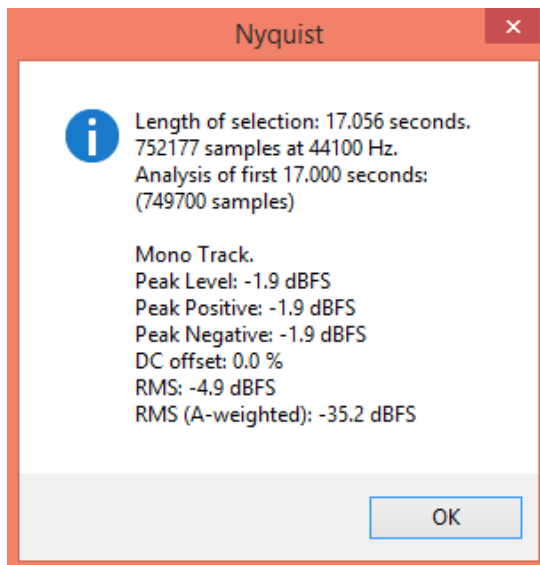 Nyquist
Length of selection: 17.056 seconds.
752177 samples at 44100 Hz.
Analysis of first 17.000 seconds:
(749700 samples)
Mono Track.
Peak Level: -1.9 dBFS
Peak Positive: -1.9 dBFS
Peak Negative: -1.9 dBFS
DC offset: 0.0 %
RMS: -4.9 dBFS
RMS (A-weighted): -35.2 dBFS
OK